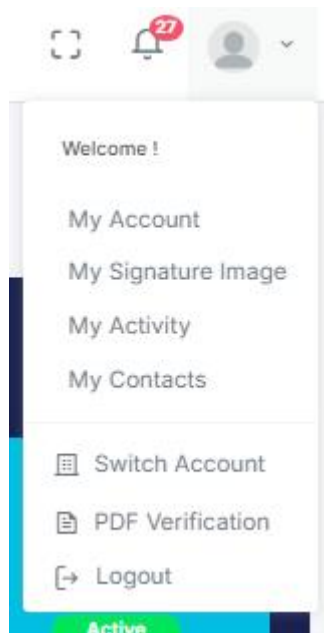 27
Welcome !
My Account
My Signature Image
My Activity
My Contacts
Switch Account
PDF Verification
Logout
Active